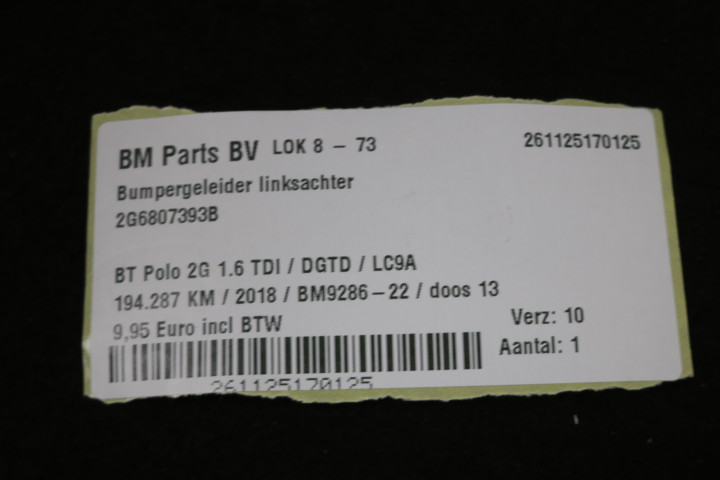 BM Parts BV LOK 8 - 73 261125170125
Bumpergeleider linksachter
2G6807393B
BT Polo 2G 1.6 TDI / DGTD / LC9A
194.287 KM / 2018 / BM9286-22 / doos 13
9,95 Euro incl BTW Verz: 10
Aantal: 1
261125170125